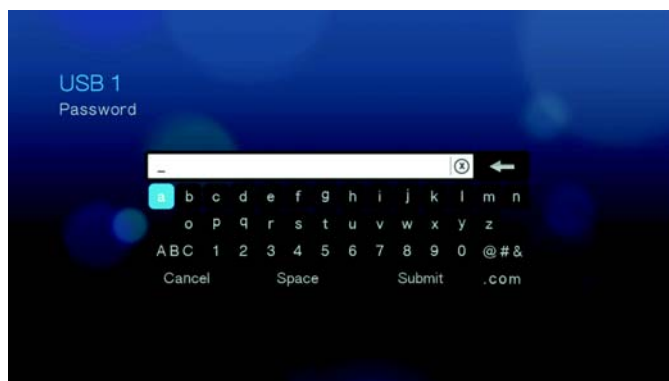 USB 1
Password
_
a b c d e f g h i j k l m n
o p q r s t u v w x y z
ABC 1 2 3 4 5 6 7 8 9 0 @#&
Cancel Space Submit .com